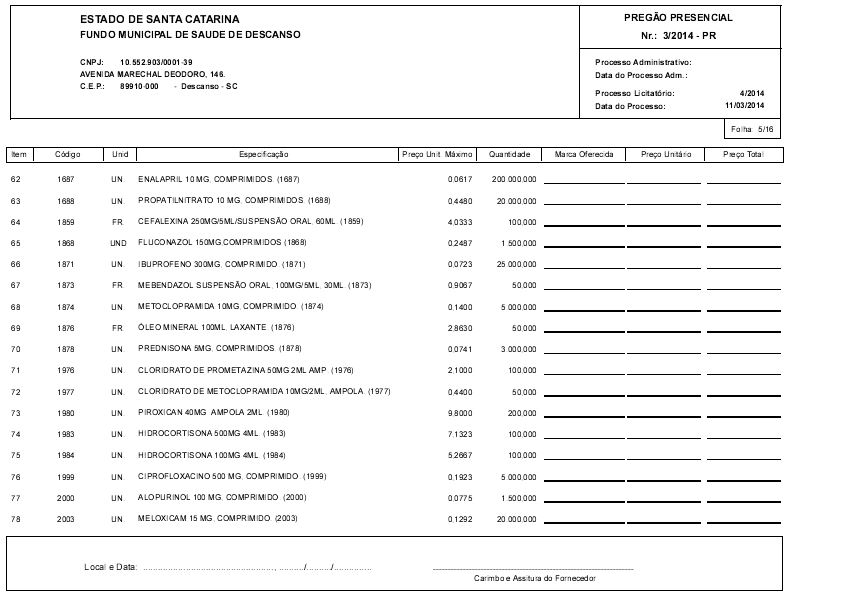 ESTADO DE SANTA CATARINA
FUNDO MUNICIPAL DE SAUDE DE DESCANSO
CNPJ: 10.552.903/0001-39
AVENIDA MARECHAL DEODORO, 146.
C.E.P.: 89910-000 - Descanso - SC
PREGÃO PRESENCIAL
Nr.: 3/2014 - PR
Processo Administrativo:
Data do Processo Adm.:
Processo Licitatório: 4/2014
Data do Processo: 11/03/2014
Folha: 5/16
Item Código Unid Especificação Preço Unit. Máximo Quantidade Marca Oferecida Preço Unitário Preço Total
62 1687 UN. ENALAPRIL 10 MG, COMPRIMIDOS. (1687) 0,0617 200.000,000
63 1688 UN. PROPATILNITRATO 10 MG, COMPRIMIDOS. (1688) 0,4480 20.000,000
64 1859 FR. CEFALEXINA 250MG/5ML/SUSPENSÃO ORAL, 60ML. (1859) 4,0333 100,000
65 1868 UND FLUCONAZOL 150MG,COMPRIMIDOS (1868) 0,2487 1.500,000
66 1871 UN. IBUPROFENO 300MG, COMPRIMIDO. (1871) 0,0723 25.000,000
67 1873 FR. MEBENDAZOL SUSPENSÃO ORAL, 100MG/5ML, 30ML. (1873) 0,9067 50,000
68 1874 UN. METOCLOPRAMIDA 10MG, COMPRIMIDO. (1874) 0,1400 5.000,000
69 1876 FR. ÓLEO MINERAL 100ML, LAXANTE. (1876) 2,8630 50,000
70 1878 UN. PREDNISONA 5MG, COMPRIMIDOS. (1878) 0,0741 3.000,000
71 1976 UN. CLORIDRATO DE PROMETAZINA 50MG 2ML AMP. (1976) 2,1000 100,000
72 1977 UN. CLORIDRATO DE METOCLOPRAMIDA 10MG/2ML, AMPOLA. (1977) 0,4400 50,000
73 1980 UN. PIROXICAN 40MG AMPOLA 2ML. (1980) 9,8000 200,000
74 1983 UN. HIDROCORTISONA 500MG 4ML. (1983) 7,1323 100,000
75 1984 UN. HIDROCORTISONA 100MG 4ML. (1984) 5,2667 100,000
76 1999 UN. CIPROFLOXACINO 500 MG, COMPRIMIDO. (1999) 0,1923 5.000,000
77 2000 UN. ALOPURINOL 100 MG, COMPRIMIDO. (2000) 0,0775 1.500,000
78 2003 UN. MELOXICAM 15 MG, COMPRIMIDO. (2003) 0,1292 20.000,000
Local e Data: ......................................................, ........../........../...............
Carimbo e Assitura do Fornecedor